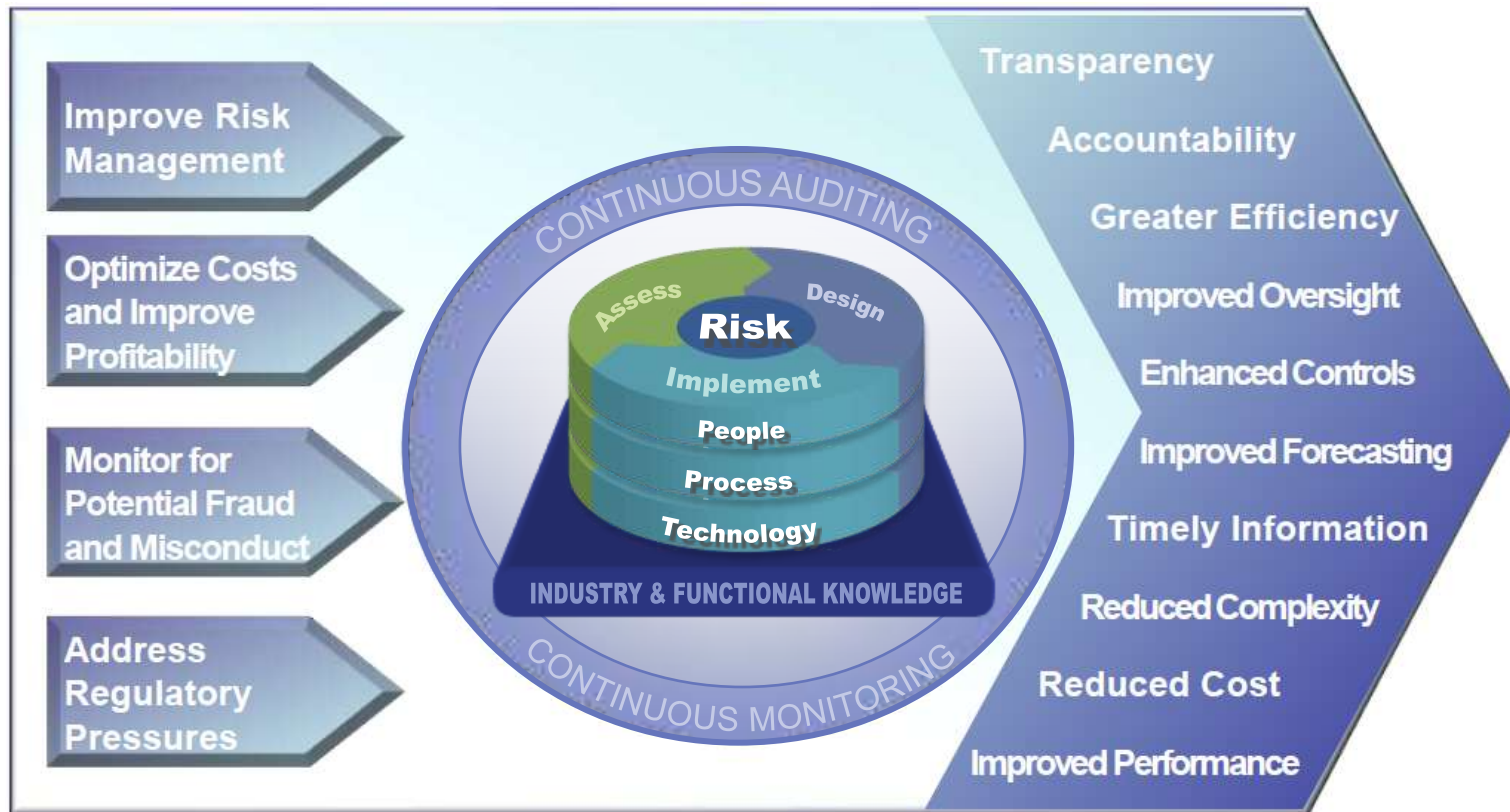 Improve Risk
Management
Optimize Costs
and Improve
Profitability
Monitor for
Potential Fraud
and Misconduct
Address
Regulatory
Pressures
CONTINUOUS AUDITING
Assess
Design
Risk
Implement
People
Process
Technology
INDUSTRY & FUNCTIONAL KNOWLEDGE
CONTINUOUS MONITORING
Transparency
Accountability
Greater Efficiency
Improved Oversight
Enhanced Controls
Improved Forecasting
Timely Information
Reduced Complexity
Reduced Cost
Improved Performance